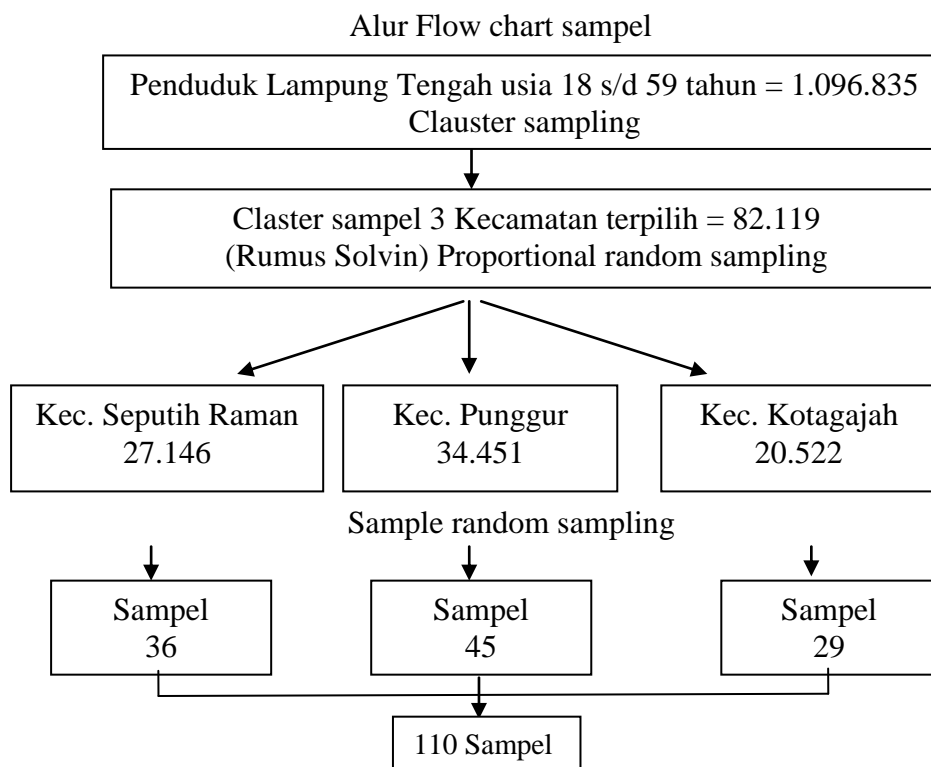 Alur Flow chart sampel
Penduduk Lampung Tengah usia 18 s/d 59 tahun = 1.096.835
Clauster sampling
Claster sampel 3 Kecamatan terpilih = 82.119
(Rumus Solvin) Proportional random sampling
Kec. Seputih Raman
27.146
Kec. Punggur
34.451
Kec. Kotagajah
20.522
Sample random sampling
Sampel
36
Sampel
45
Sampel
29
110 Sampel